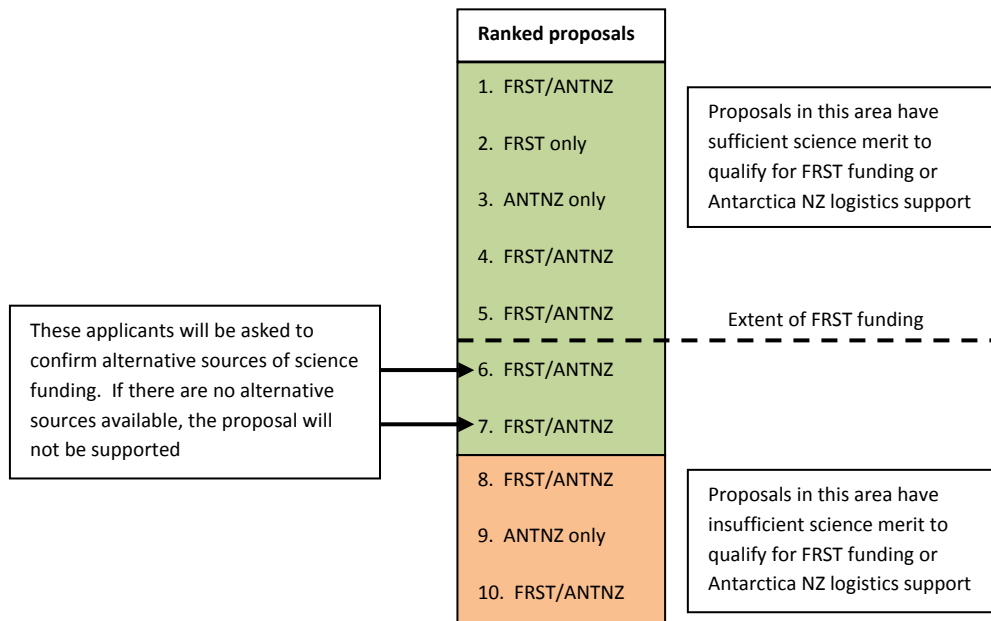 Ranked proposals
1. FRST/ANTNZ
2. FRST only
3. ANTNZ only
4. FRST/ANTNZ
5. FRST/ANTNZ
6. FRST/ANTNZ
7. FRST/ANTNZ
8. FRST/ANTNZ
9. ANTNZ only
10. FRST/ANTNZ
Proposals in this area have
sufficient science merit to
qualify for FRST funding or
Antarctica NZ logistics support
Extent of FRST funding
These applicants will be asked to
confirm alternative sources of science
funding. If there are no alternative
sources available, the proposal will
not be supported
Proposals in this area have
insufficient science merit to
qualify for FRST funding or
Antarctica NZ logistics support